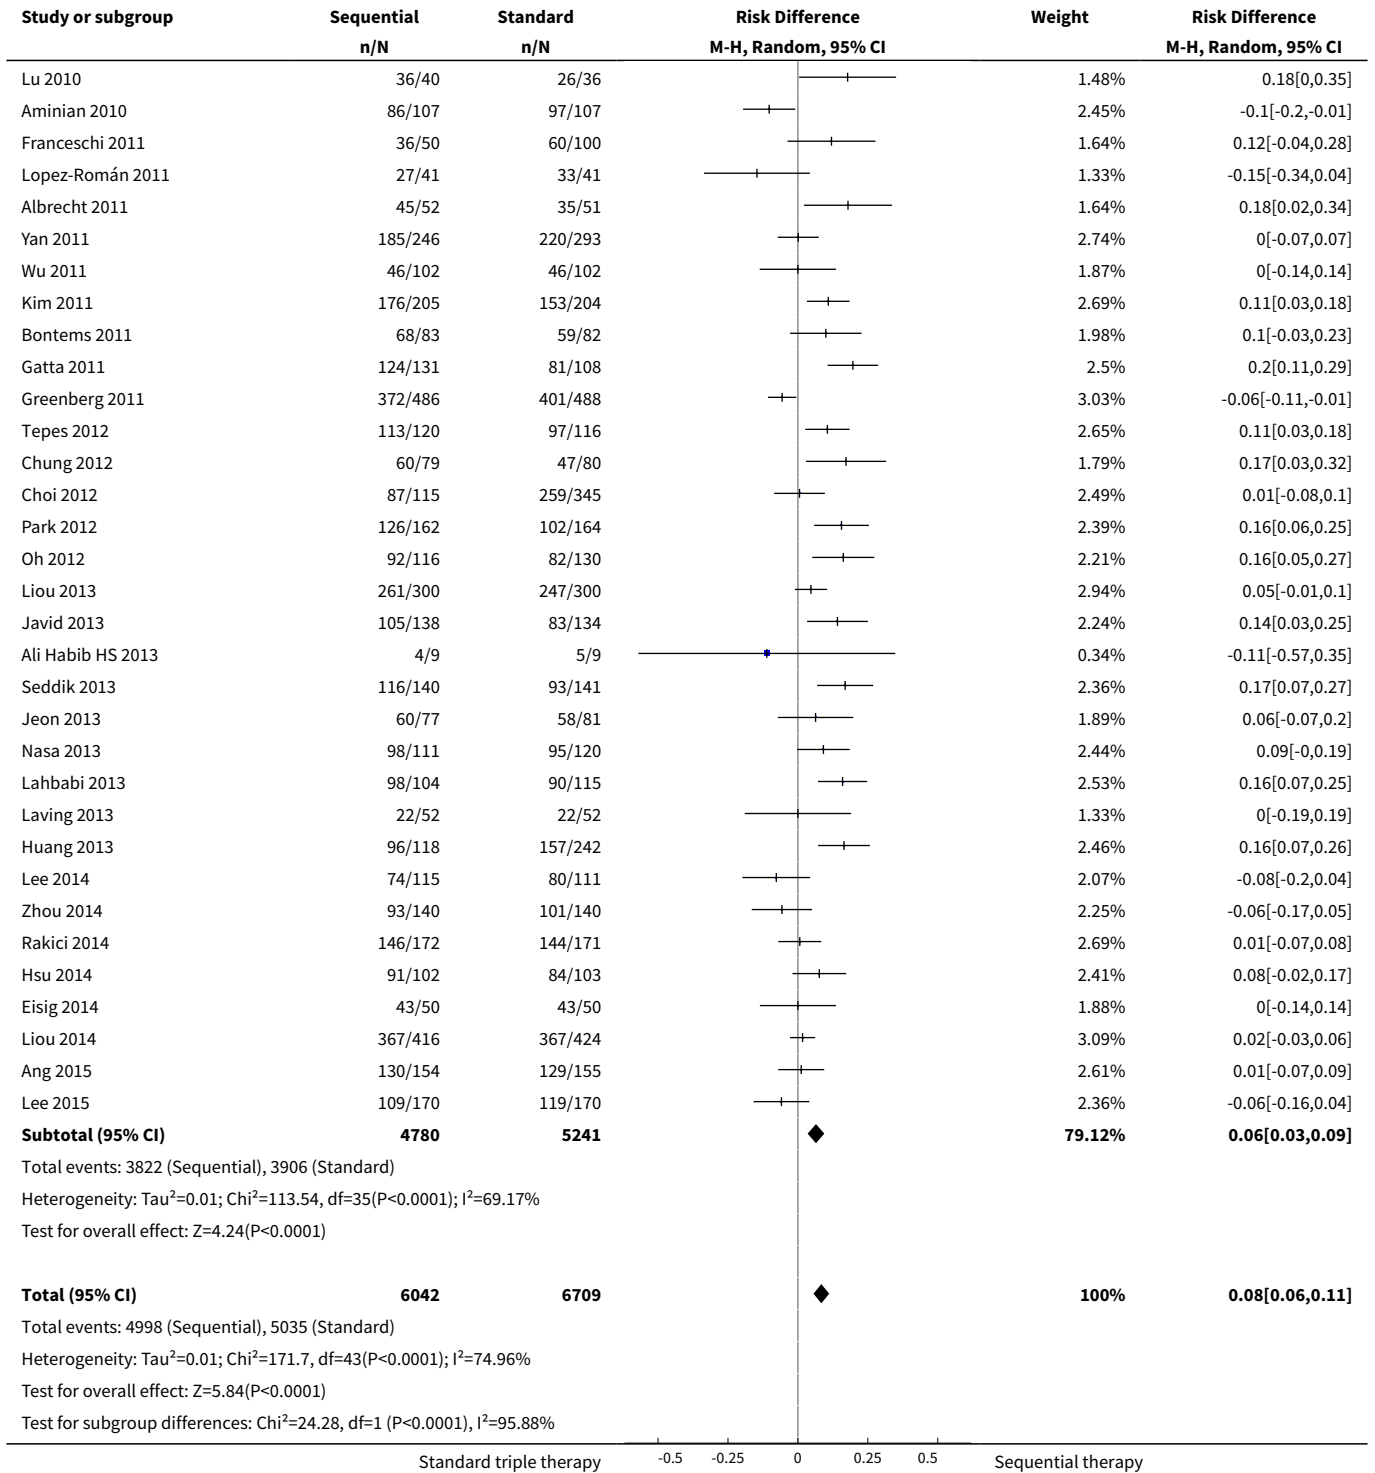 Study or subgroup Sequential Standard Risk Difference Weight Risk Difference
n/N n/N M-H, Random, 95% CI M-H, Random, 95% CI
Lu 2010 36/40 26/36 1.48% 0.18[0,0.35]
Aminian 2010 86/107 97/107 2.45% -0.1[-0.2,-0.01]
Franceschi 2011 36/50 60/100 1.64% 0.12[-0.04,0.28]
Lopez-Román 2011 27/41 33/41 1.33% -0.15[-0.34,0.04]
Albrecht 2011 45/52 35/51 1.64% 0.18[0.02,0.34]
Yan 2011 185/246 220/293 2.74% 0[-0.07,0.07]
Wu 2011 46/102 46/102 1.87% 0[-0.14,0.14]
Kim 2011 176/205 153/204 2.69% 0.11[0.03,0.18]
Bontems 2011 68/83 59/82 1.98% 0.1[-0.03,0.23]
Gatta 2011 124/131 81/108 2.5% 0.2[0.11,0.29]
Greenberg 2011 372/486 401/488 3.03% -0.06[-0.11,-0.01]
Tepes 2012 113/120 97/116 2.65% 0.11[0.03,0.18]
Chung 2012 60/79 47/80 1.79% 0.17[0.03,0.32]
Choi 2012 87/115 259/345 2.49% 0.01[-0.08,0.1]
Park 2012 126/162 102/164 2.39% 0.16[0.06,0.25]
Oh 2012 92/116 82/130 2.21% 0.16[0.05,0.27]
Liou 2013 261/300 247/300 2.94% 0.05[-0.01,0.1]
Javid 2013 105/138 83/134 2.24% 0.14[0.03,0.25]
Ali Habib HS 2013 4/9 5/9 0.34% -0.11[-0.57,0.35]
Seddik 2013 116/140 93/141 2.36% 0.17[0.07,0.27]
Jeon 2013 60/77 58/81 1.89% 0.06[-0.07,0.2]
Nasa 2013 98/111 95/120 2.44% 0.09[-0,0.19]
Lahbabi 2013 98/104 90/115 2.53% 0.16[0.07,0.25]
Laving 2013 22/52 22/52 1.33% 0[-0.19,0.19]
Huang 2013 96/118 157/242 2.46% 0.16[0.07,0.26]
Lee 2014 74/115 80/111 2.07% -0.08[-0.2,0.04]
Zhou 2014 93/140 101/140 2.25% -0.06[-0.17,0.05]
Rakici 2014 146/172 144/171 2.69% 0.01[-0.07,0.08]
Hsu 2014 91/102 84/103 2.41% 0.08[-0.02,0.17]
Eisig 2014 43/50 43/50 1.88% 0[-0.14,0.14]
Liou 2014 367/416 367/424 3.09% 0.02[-0.03,0.06]
Ang 2015 130/154 129/155 2.61% 0.01[-0.07,0.09]
Lee 2015 109/170 119/170 2.36% -0.06[-0.16,0.04]
Subtotal (95% CI) 4780 5241 79.12% 0.06[0.03,0.09]
Total events: 3822 (Sequential), 3906 (Standard)
Heterogeneity: Tau²=0.01; Chi²=113.54, df=35(P<0.0001); I²=69.17%
Test for overall effect: Z=4.24(P<0.0001)
Total (95% CI) 6042 6709 100% 0.08[0.06,0.11]
Total events: 4998 (Sequential), 5035 (Standard)
Heterogeneity: Tau²=0.01; Chi²=171.7, df=43(P<0.0001); I²=74.96%
Test for overall effect: Z=5.84(P<0.0001)
Test for subgroup differences: Chi²=24.28, df=1 (P<0.0001), I²=95.88%
Standard triple therapy -0.5 -0.25 0 0.25 0.5 Sequential therapy